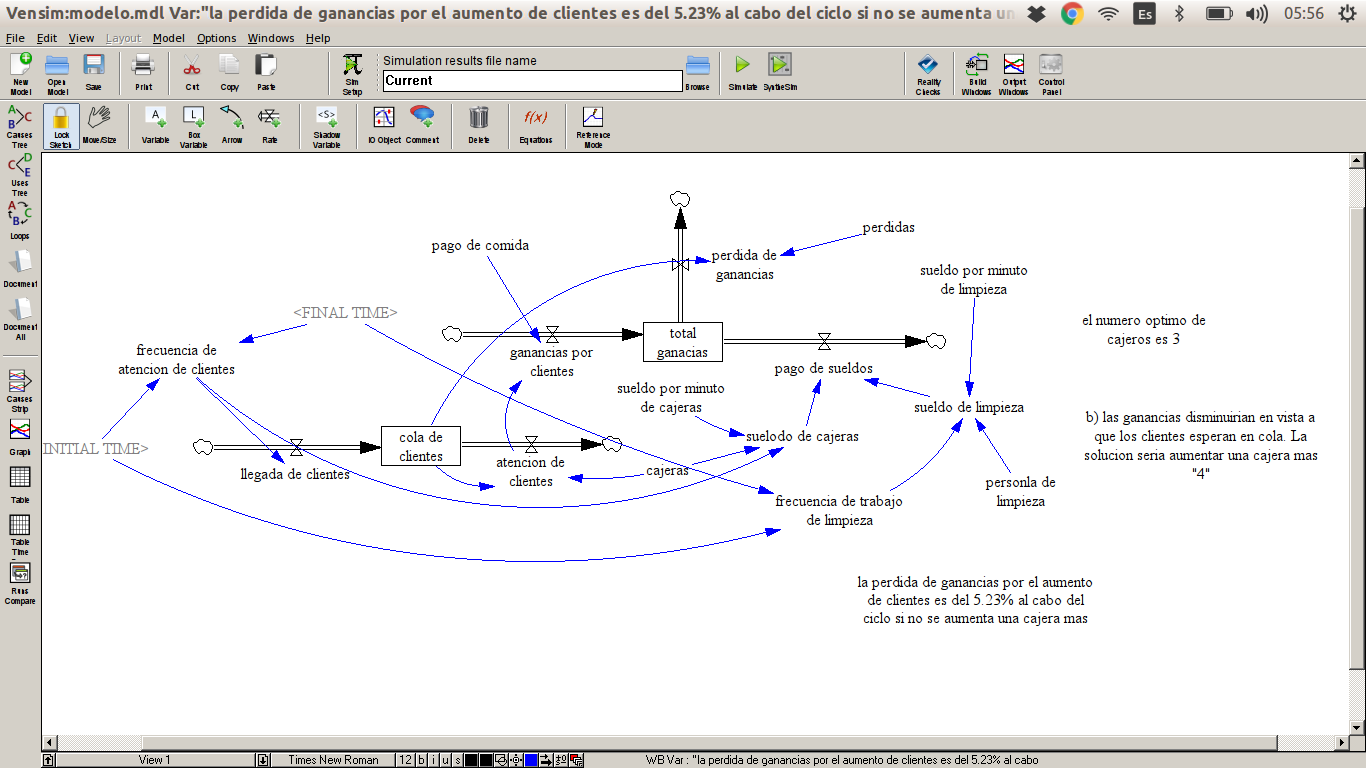 Vensim:modelo.mdl Var:"la perdida de ganancias por el aumento de clientes es del 5.23% al cabo del ciclo si no se aumenta un
Es
05:56
File Edit View Layout Model Options Windows Help
New Model
Open Model
Save
Print
Cut
Copy
Paste
Sim Setup
Simulation results file name
Current
Browse
Simulate
SyntheSim
Reality Checks
Build Windows
Output Windows
Control Panel
Causes Tree
Lock Sketch
Move/Size
Variable
Box Variable
Arrow
Rate
Shadow Variable
IO Object
Comment
Delete
Equations
Reference Mode
Uses Tree
Loops
Document
Document All
Causes Strip
Graph
Table
Table Time
Runs Compare
pago de comida
perdida de
ganancias
perdidas
sueldo por minuto
de limpieza
<FINAL TIME>
el numero optimo de
cajeros es 3
total
ganacias
frecuencia de
atencion de clientes
ganancias por
clientes
pago de sueldos
sueldo por minuto
de cajeras
sueldo de limpieza
b) las ganancias disminuirian en vista a
que los clientes esperan en cola. La
solucion seria aumentar una cajera mas
"4"
INITIAL TIME>
cola de
clientes
suelodo de cajeras
llegada de clientes
atencion de
clientes
cajeras
personla de
limpieza
frecuencia de trabajo
de limpieza
la perdida de ganancias por el aumento
de clientes es del 5.23% al cabo del
ciclo si no se aumenta una cajera mas
View 1
Times New Roman
12 b i u s
WB Var : "la perdida de ganancias por el aumento de clientes es del 5.23% al cabo